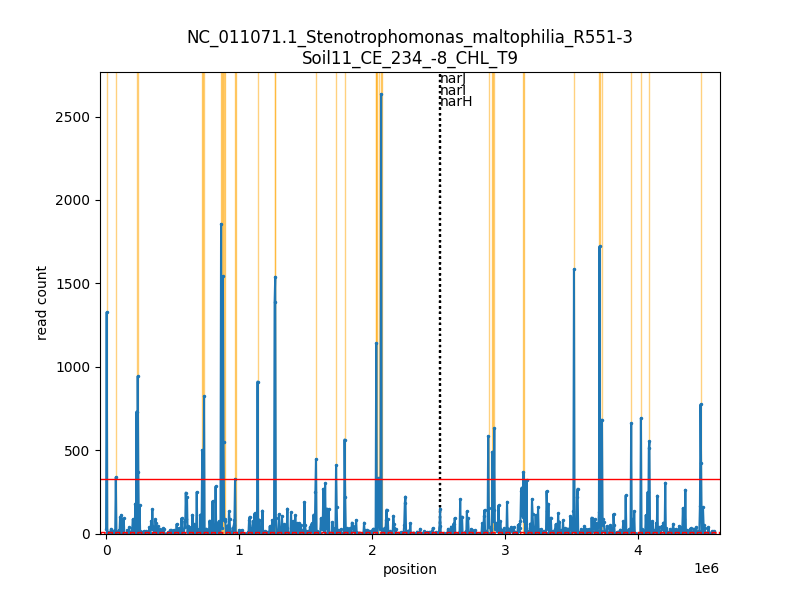 NC_011071.1_Stenotrophomonas_maltophilia_R551-3
Soil11_CE_234_-8_CHL_T9
narJ
narI
narH
2500
2000
1500
1000
500
0
read count
0 1 2 3 4
1e6
position